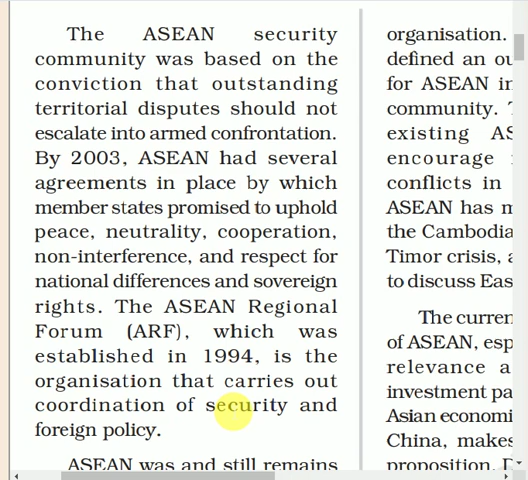 The ASEAN security
community was based on the
conviction that outstanding
territorial disputes should not
escalate into armed confrontation.
By 2003, ASEAN had several
agreements in place by which
member states promised to uphold
peace, neutrality, cooperation,
non-interference, and respect for
national differences and sovereign
rights. The ASEAN Regional
Forum (ARF), which was
established in 1994, is the
organisation that carries out
coordination of security and
foreign policy.
ASEAN was and still remains
organisation.
defined an
for ASEAN in
community.
existing
encourage
conflicts in
ASEAN has
the Cambodia
Timor crisis,
to discuss Eas
The curren
of ASEAN, esp
relevance a
investment pa
Asian economi
China, makes
proposition.